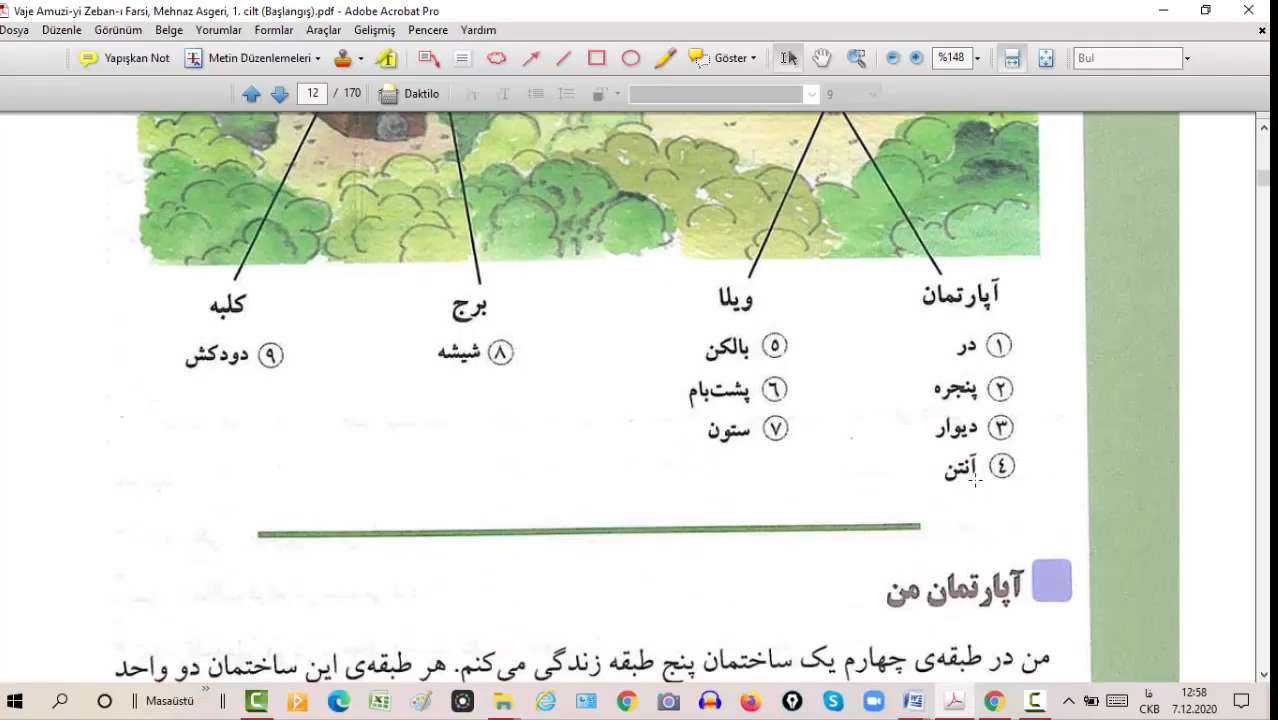 Vaje Amuzi-yi Zeban-ı Farsi, Mehnaz Asgeri, 1. cilt (Başlangış).pdf - Adobe Acrobat Pro
Dosya Düzenle Görünüm Belge Yorumlar Formlar Araçlar Gelişmiş Pencere Yardım
Yapışkan Not Metin Düzenlemeleri Göster %148 Bul
12 / 170 Daktilo 9
آپارتمان ویلا برج کلبه
۱ در ۵ بالکن ۸ شیشه ۹ دودکش
۲ پنجره ۶ پشت‌بام
۳ دیوار ۷ ستون
٤ آنتن
آپارتمان من
من در طبقه‌ی چهارم یک ساختمان پنج طبقه زندگی می‌کنم. هر طبقه‌ی این ساختمان دو واحد
Masaüstü » فا 12:58
CKB 7.12.2020